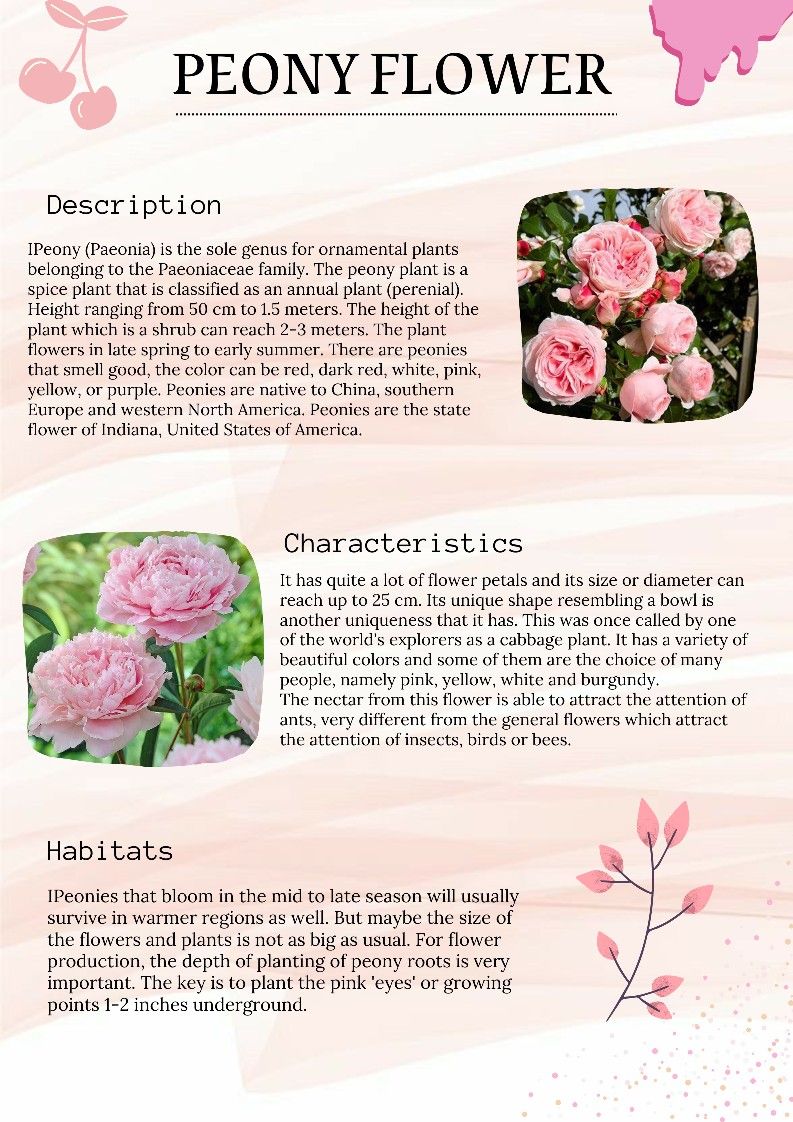 PEONY FLOWER
Description
IPeony (Paeonia) is the sole genus for ornamental plants
belonging to the Paeoniaceae family. The peony plant is a
spice plant that is classified as an annual plant (perenial).
Height ranging from 50 cm to 1.5 meters. The height of the
plant which is a shrub can reach 2-3 meters. The plant
flowers in late spring to early summer. There are peonies
that smell good, the color can be red, dark red, white, pink,
yellow, or purple. Peonies are native to China, southern
Europe and western North America. Peonies are the state
flower of Indiana, United States of America.
Characteristics
It has quite a lot of flower petals and its size or diameter can
reach up to 25 cm. Its unique shape resembling a bowl is
another uniqueness that it has. This was once called by one
of the world's explorers as a cabbage plant. It has a variety of
beautiful colors and some of them are the choice of many
people, namely pink, yellow, white and burgundy.
The nectar from this flower is able to attract the attention of
ants, very different from the general flowers which attract
the attention of insects, birds or bees.
Habitats
IPeonies that bloom in the mid to late season will usually
survive in warmer regions as well. But maybe the size of
the flowers and plants is not as big as usual. For flower
production, the depth of planting of peony roots is very
important. The key is to plant the pink 'eyes' or growing
points 1-2 inches underground.